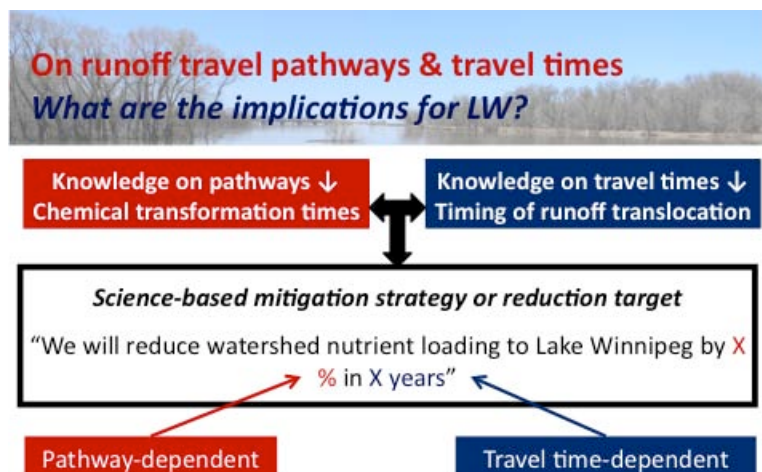 On runoff travel pathways & travel times
What are the implications for LW?
Knowledge on pathways ↓
Chemical transformation times
Knowledge on travel times ↓
Timing of runoff translocation
Science-based mitigation strategy or reduction target
“We will reduce watershed nutrient loading to Lake Winnipeg by X
% in X years”
Pathway-dependent
Travel time-dependent